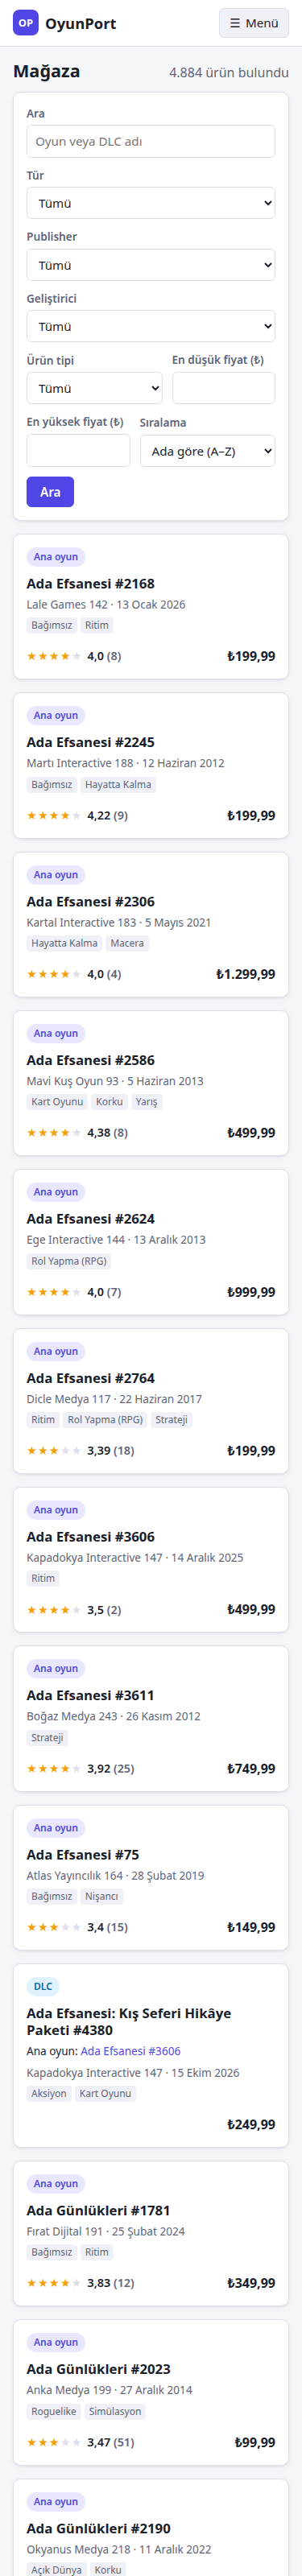 OP OyunPort ☰ Menü
Mağaza 4.884 ürün bulundu
Ara
Oyun veya DLC adı
Tür
Tümü
Publisher
Tümü
Geliştirici
Tümü
Ürün tipi En düşük fiyat (₺)
Tümü
En yüksek fiyat (₺) Sıralama
Ada göre (A–Z)
Ara
Ana oyun
Ada Efsanesi #2168
Lale Games 142 · 13 Ocak 2026
Bağımsız Ritim
★★★★★ 4,0 (8) ₺199,99
Ana oyun
Ada Efsanesi #2245
Martı Interactive 188 · 12 Haziran 2012
Bağımsız Hayatta Kalma
★★★★★ 4,22 (9) ₺199,99
Ana oyun
Ada Efsanesi #2306
Kartal Interactive 183 · 5 Mayıs 2021
Hayatta Kalma Macera
★★★★★ 4,0 (4) ₺1.299,99
Ana oyun
Ada Efsanesi #2586
Mavi Kuş Oyun 93 · 5 Haziran 2013
Kart Oyunu Korku Yarış
★★★★★ 4,38 (8) ₺499,99
Ana oyun
Ada Efsanesi #2624
Ege Interactive 144 · 13 Aralık 2013
Rol Yapma (RPG)
★★★★★ 4,0 (7) ₺999,99
Ana oyun
Ada Efsanesi #2764
Dicle Medya 117 · 22 Haziran 2017
Ritim Rol Yapma (RPG) Strateji
★★★★★ 3,39 (18) ₺199,99
Ana oyun
Ada Efsanesi #3606
Kapadokya Interactive 147 · 14 Aralık 2025
Ritim
★★★★★ 3,5 (2) ₺499,99
Ana oyun
Ada Efsanesi #3611
Boğaz Medya 243 · 26 Kasım 2012
Strateji
★★★★★ 3,92 (25) ₺749,99
Ana oyun
Ada Efsanesi #75
Atlas Yayıncılık 164 · 28 Şubat 2019
Bağımsız Nişancı
★★★★★ 3,4 (15) ₺149,99
DLC
Ada Efsanesi: Kış Seferi Hikâye
Paketi #4380
Ana oyun: Ada Efsanesi #3606
Kapadokya Interactive 147 · 15 Ekim 2026
Aksiyon Kart Oyunu
₺249,99
Ana oyun
Ada Günlükleri #1781
Fırat Dijital 191 · 25 Şubat 2024
Bağımsız Ritim
★★★★★ 3,83 (12) ₺349,99
Ana oyun
Ada Günlükleri #2023
Anka Medya 199 · 27 Aralık 2014
Roguelike Simülasyon
★★★★★ 3,47 (51) ₺99,99
Ana oyun
Ada Günlükleri #2190
Okyanus Medya 218 · 11 Aralık 2022
Açık Dünya Korku